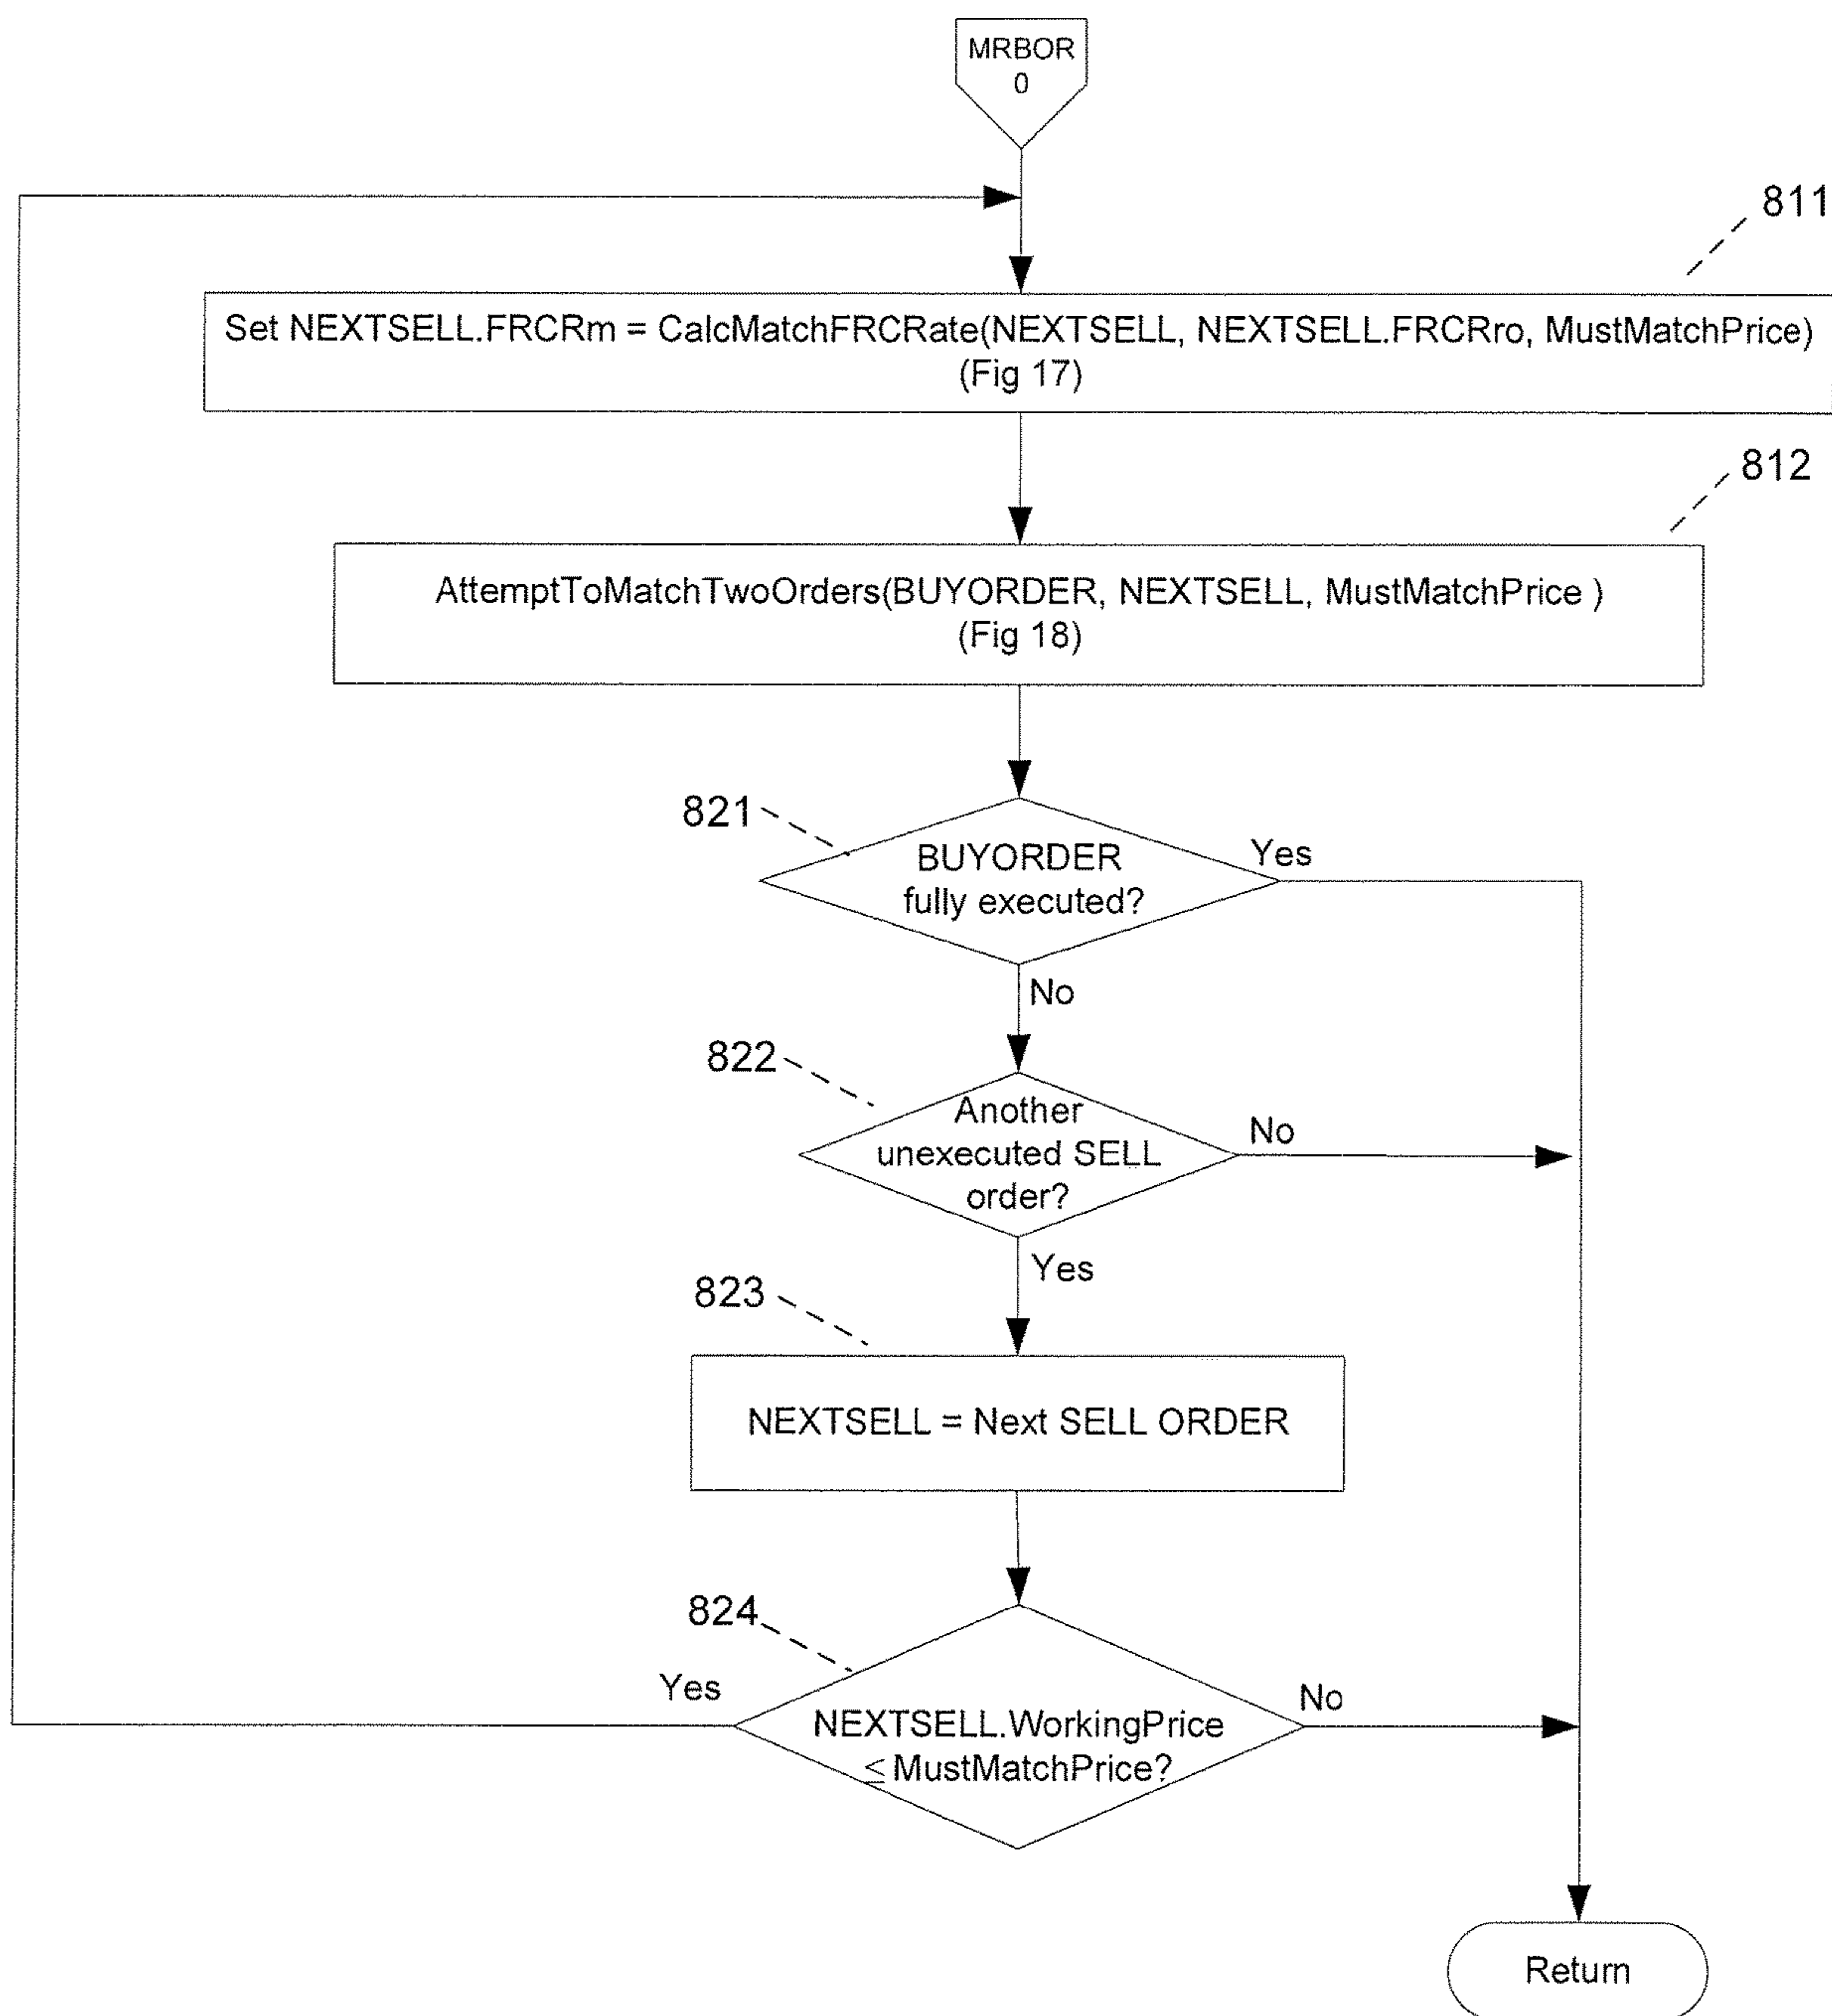 MRBOR
0
811
Set NEXTSELL.FRCRm = CalcMatchFRCRate(NEXTSELL, NEXTSELL.FRCRro, MustMatchPrice)
(Fig 17)
812
AttemptToMatchTwoOrders(BUYORDER, NEXTSELL, MustMatchPrice )
(Fig 18)
821
BUYORDER
fully executed?
Yes
No
822
Another
unexecuted SELL
order?
No
Yes
823
NEXTSELL = Next SELL ORDER
824
Yes
NEXTSELL.WorkingPrice
≤ MustMatchPrice?
No
Return